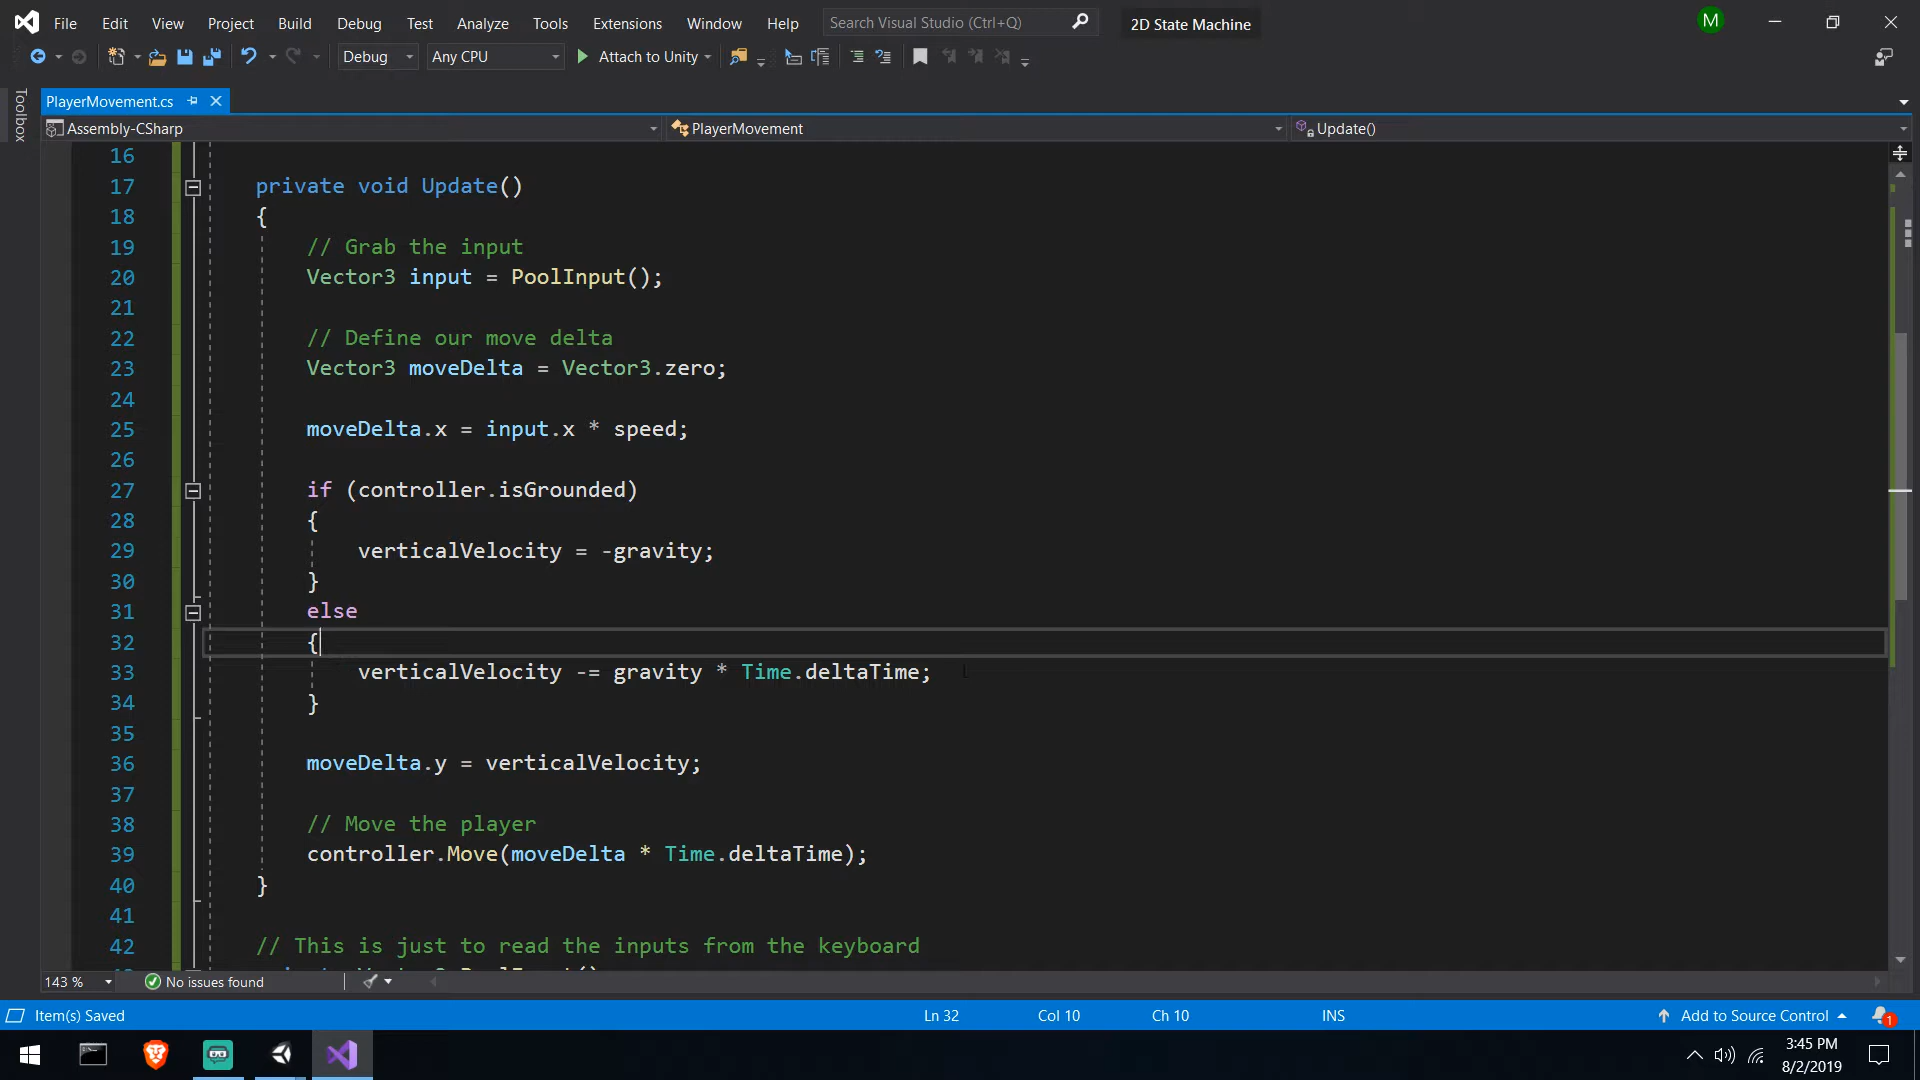 File Edit View Project Build Debug Test Analyze Tools Extensions Window Help Search Visual Studio (Ctrl+Q) 2D State Machine M
Debug Any CPU Attach to Unity
Toolbox
PlayerMovement.cs
Assembly-CSharp PlayerMovement Update()
16
17 private void Update()
18 {
19 // Grab the input
20 Vector3 input = PoolInput();
21
22 // Define our move delta
23 Vector3 moveDelta = Vector3.zero;
24
25 moveDelta.x = input.x * speed;
26
27 if (controller.isGrounded)
28 {
29 verticalVelocity = -gravity;
30 }
31 else
32 {
33 verticalVelocity -= gravity * Time.deltaTime;
34 }
35
36 moveDelta.y = verticalVelocity;
37
38 // Move the player
39 controller.Move(moveDelta * Time.deltaTime);
40 }
41
42 // This is just to read the inputs from the keyboard
143 % No issues found
Item(s) Saved Ln 32 Col 10 Ch 10 INS Add to Source Control 1
3:45 PM
8/2/2019